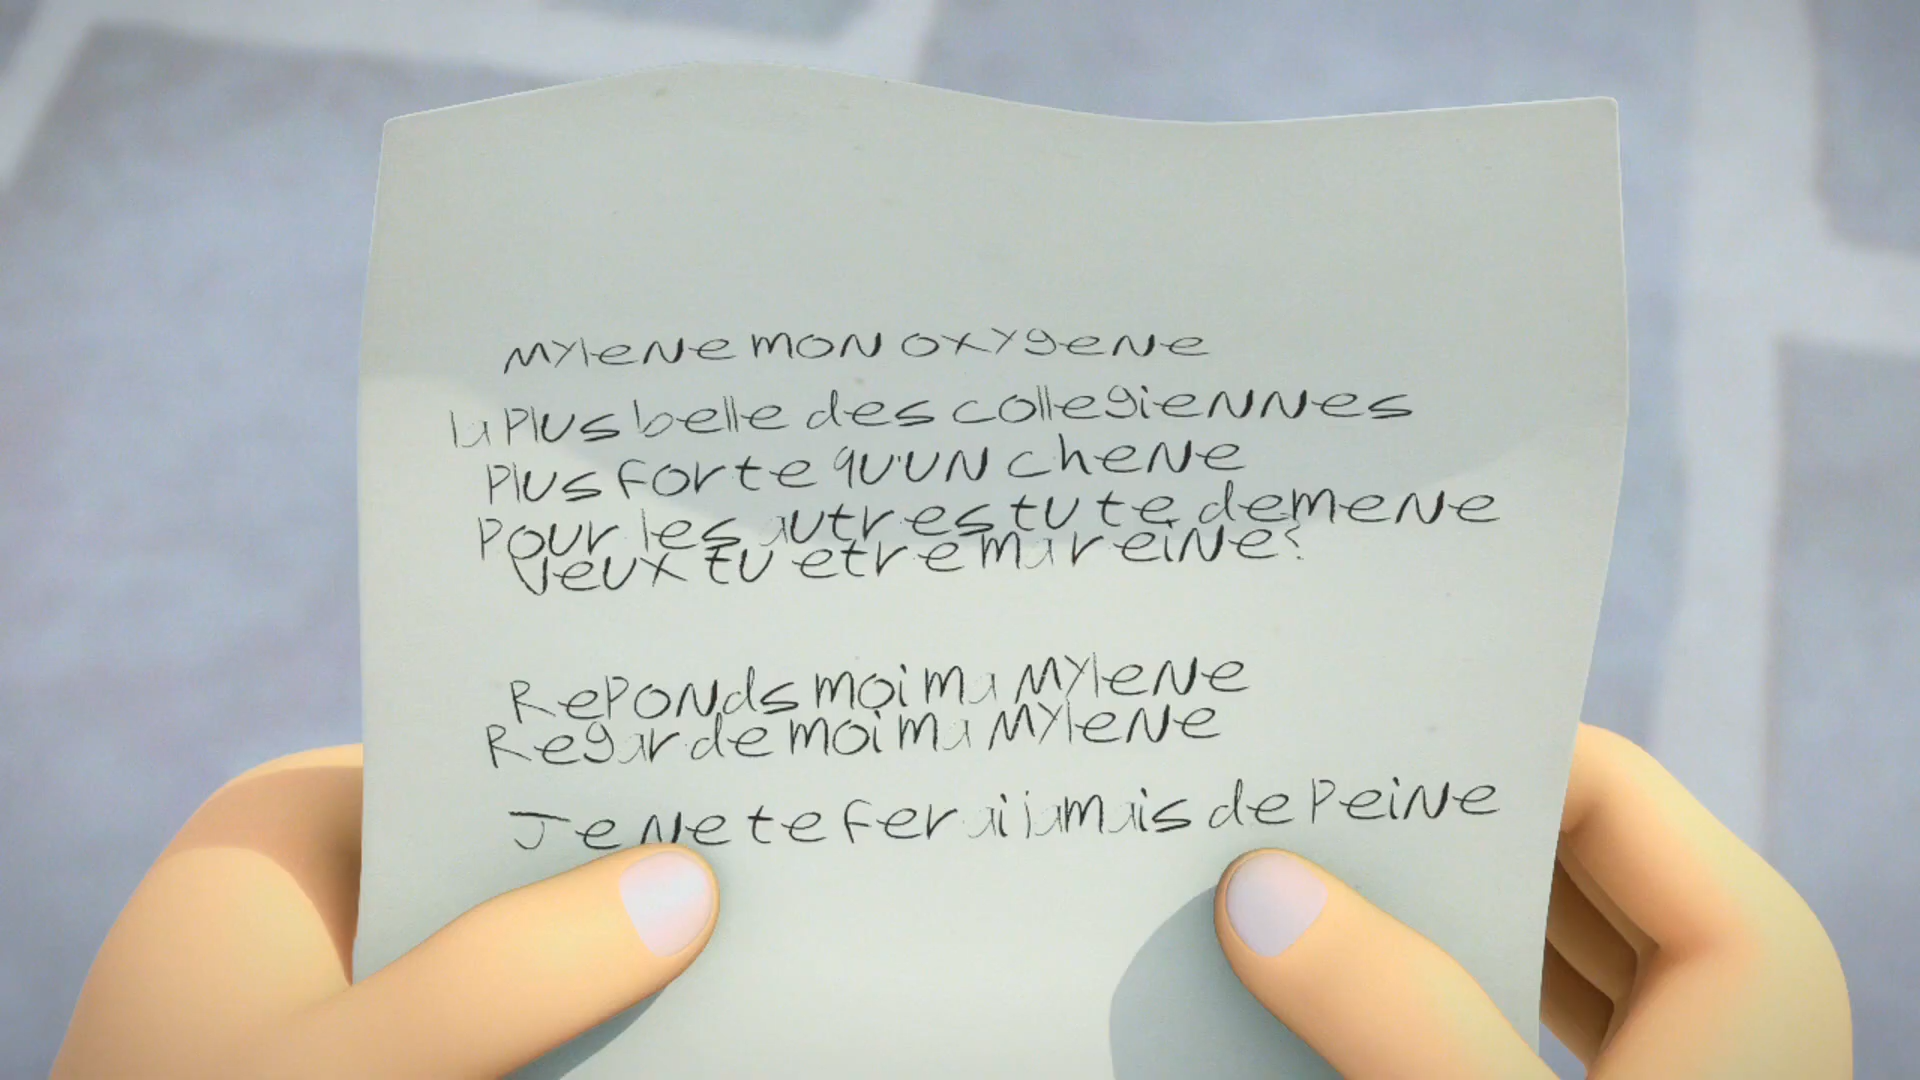 Mylene mon oxygene
la plus belle des collegiennes
Plus forte qu'un chene
Pour les autres tu te demene
Veux tu etre ma reine?
Reponds moi ma Mylene
Regarde moi ma Mylene
Je ne te ferai jamais de peine